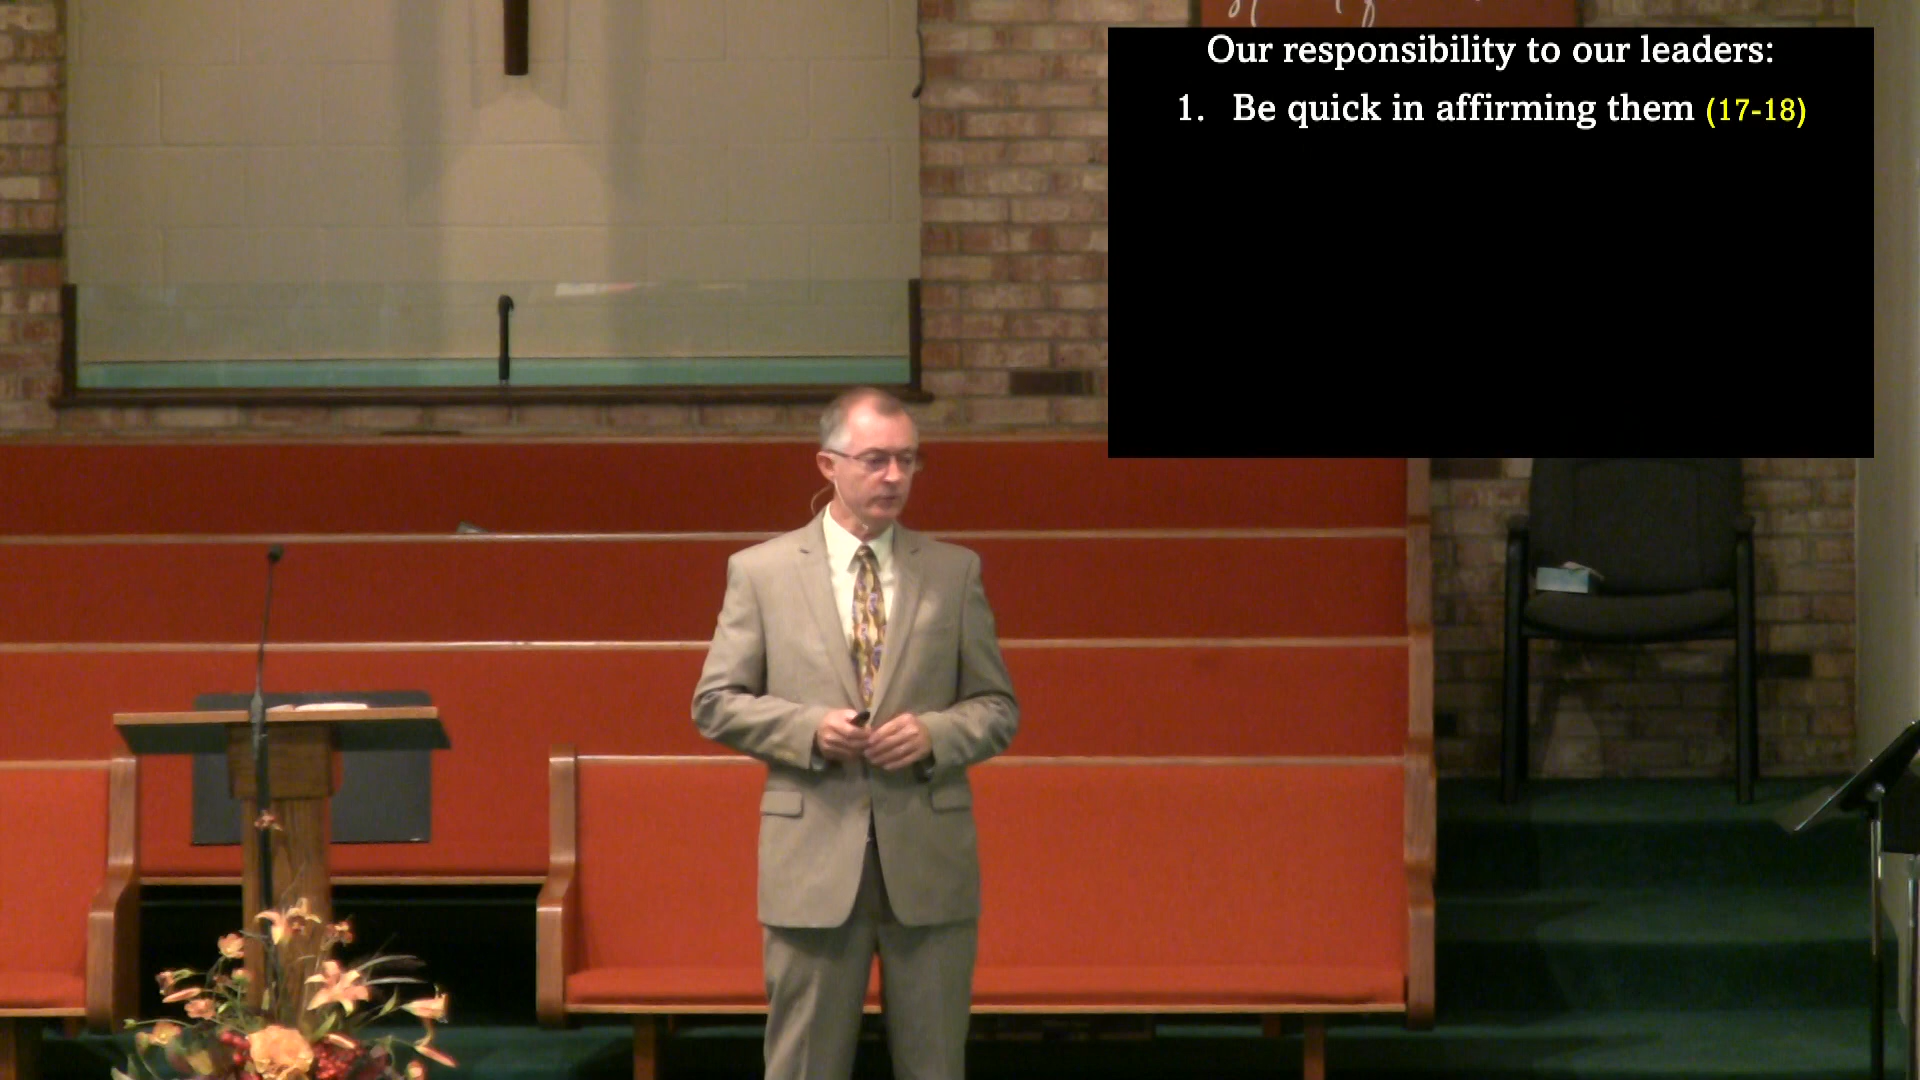 Our responsibility to our leaders:
1. Be quick in affirming them (17-18)